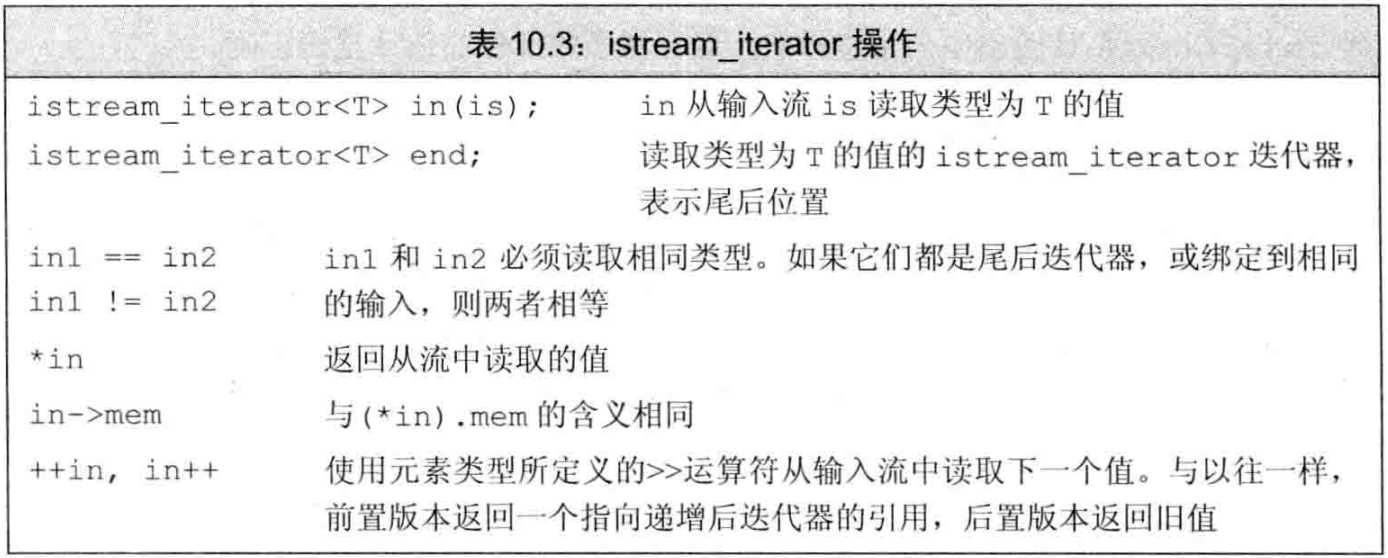 表 10.3：istream_iterator 操作
istream_iterator<T> in(is); in 从输入流 is 读取类型为 T 的值
istream_iterator<T> end; 读取类型为 T 的值的 istream_iterator 迭代器，
表示尾后位置
in1 == in2 in1 和 in2 必须读取相同类型。如果它们都是尾后迭代器，或绑定到相同
in1 != in2 的输入，则两者相等
*in 返回从流中读取的值
in->mem 与(*in).mem 的含义相同
++in, in++ 使用元素类型所定义的>>运算符从输入流中读取下一个值。与以往一样，
前置版本返回一个指向递增后迭代器的引用，后置版本返回旧值